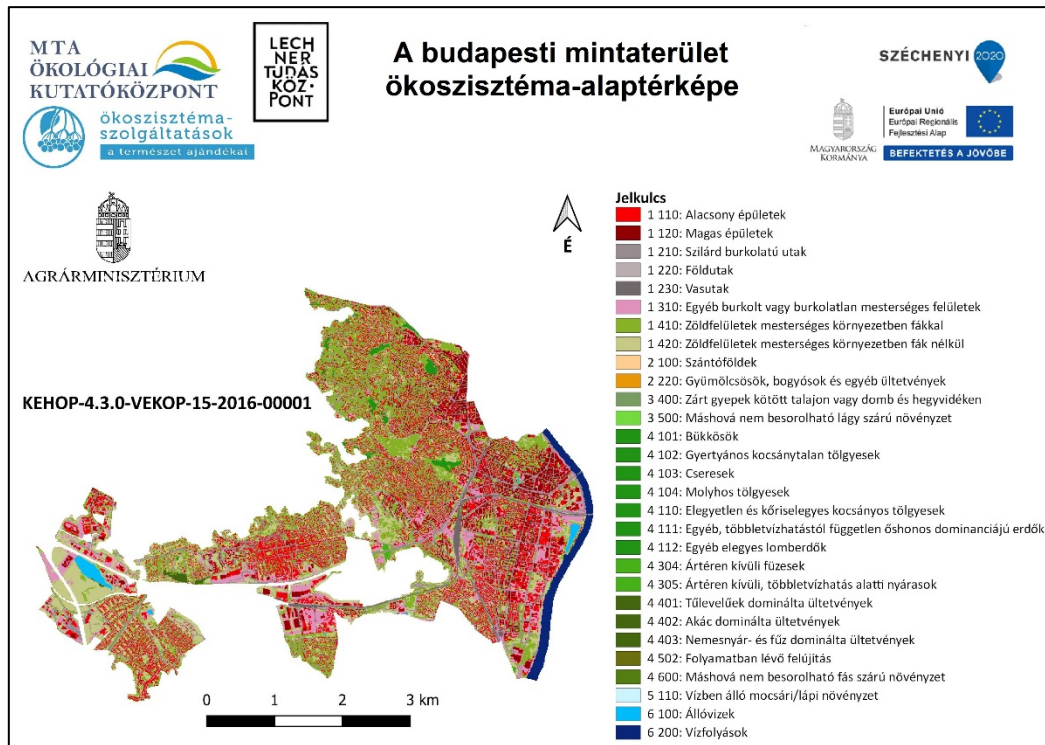 MTA
ÖKOLÓGIAI
KUTATÓKÖZPONT
ökoszisztéma-
szolgáltatások
a természet ajándékai
LECH
NER
TUDÁS
KÖZ•
PONT
A budapesti mintaterület
ökoszisztéma-alaptérképe
SZÉCHENYI 2020
MAGYARORSZÁG
KORMÁNYA
Európai Unió
Európai Regionális
Fejlesztési Alap
BEFEKTETÉS A JÖVŐBE
AGRÁRMINISZTÉRIUM
É
KEHOP-4.3.0-VEKOP-15-2016-00001
Jelkulcs
1 110: Alacsony épületek
1 120: Magas épületek
1 210: Szilárd burkolatú utak
1 220: Földutak
1 230: Vasutak
1 310: Egyéb burkolt vagy burkolatlan mesterséges felületek
1 410: Zöldfelületek mesterséges környezetben fákkal
1 420: Zöldfelületek mesterséges környezetben fák nélkül
2 100: Szántóföldek
2 220: Gyümölcsösök, bogyósok és egyéb ültetvények
3 400: Zárt gyepek kötött talajon vagy domb és hegyvidéken
3 500: Máshová nem besorolható lágy szárú növényzet
4 101: Bükkösök
4 102: Gyertyános kocsánytalan tölgyesek
4 103: Cseresek
4 104: Molyhos tölgyesek
4 110: Elegyetlen és kőriselegyes kocsányos tölgyesek
4 111: Egyéb, többletvízhatástól független őshonos dominanciájú erdők
4 112: Egyéb elegyes lomberdők
4 304: Ártéren kívüli füzesek
4 305: Ártéren kívüli, többletvízhatás alatti nyárasok
4 401: Tűlevelűek dominálta ültetvények
4 402: Akác dominálta ültetvények
4 403: Nemesnyár- és fűz dominálta ültetvények
4 502: Folyamatban lévő felújítás
4 600: Máshová nem besorolható fás szárú növényzet
5 110: Vízben álló mocsári/lápi növényzet
6 100: Állóvizek
6 200: Vízfolyások
0 1 2 3 km